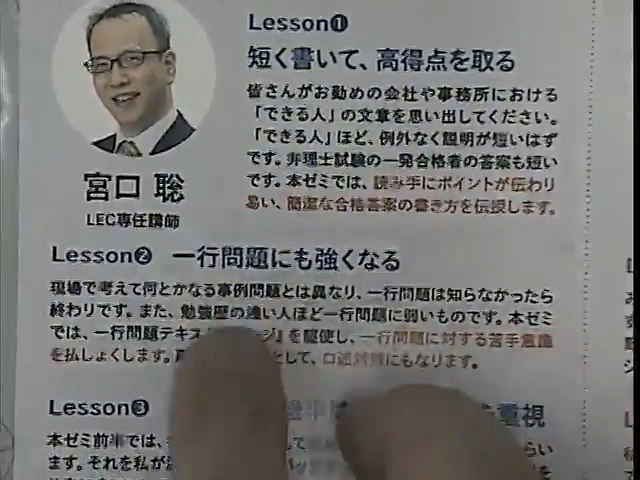 Lesson❶
短く書いて、高得点を取る
皆さんがお勤めの会社や事務所における
「できる人」の文章を思い出してください。
「できる人」ほど、例外なく説明が短いはず
です。弁理士試験の一発合格者の答案も短い
です。本ゼミでは、読み手にポイントが伝わり
易い、簡潔な合格答案の書き方を伝授します。
宮口 聡
LEC専任講師
Lesson❷ 一行問題にも強くなる
現場で考えて何とかなる事例問題とは異なり、一行問題は知らなかったら
終わりです。また、勉強歴の浅い人ほど一行問題に弱いものです。本ゼミ
では、一行問題テキス 』を駆使し、一行問題に対する苦手意識
を払しょくします。 として、口述対策にもなります。
Lesson❸ 重視
本ゼミ前半では、
ます。それを私が